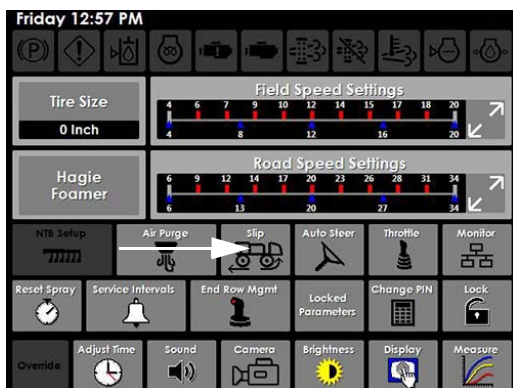 Friday 12:57 PM
(P)
Tire Size
0 Inch
Field Speed Settings
4 6 7 9 10 12 14 15 17 18 20
4 8 12 16 20
Hagie
Foamer
Road Speed Settings
6 9 12 14 17 20 23 26 28 31 34
6 13 20 27 34
NTB Setup
Air Purge
Slip
Auto Steer
Throttle
Monitor
Reset Spray
Service Intervals
End Row Mgmt
Locked
Parameters
Change PIN
Lock
Override
Adjust Time
Sound
Camera
Brightness
Display
Measure